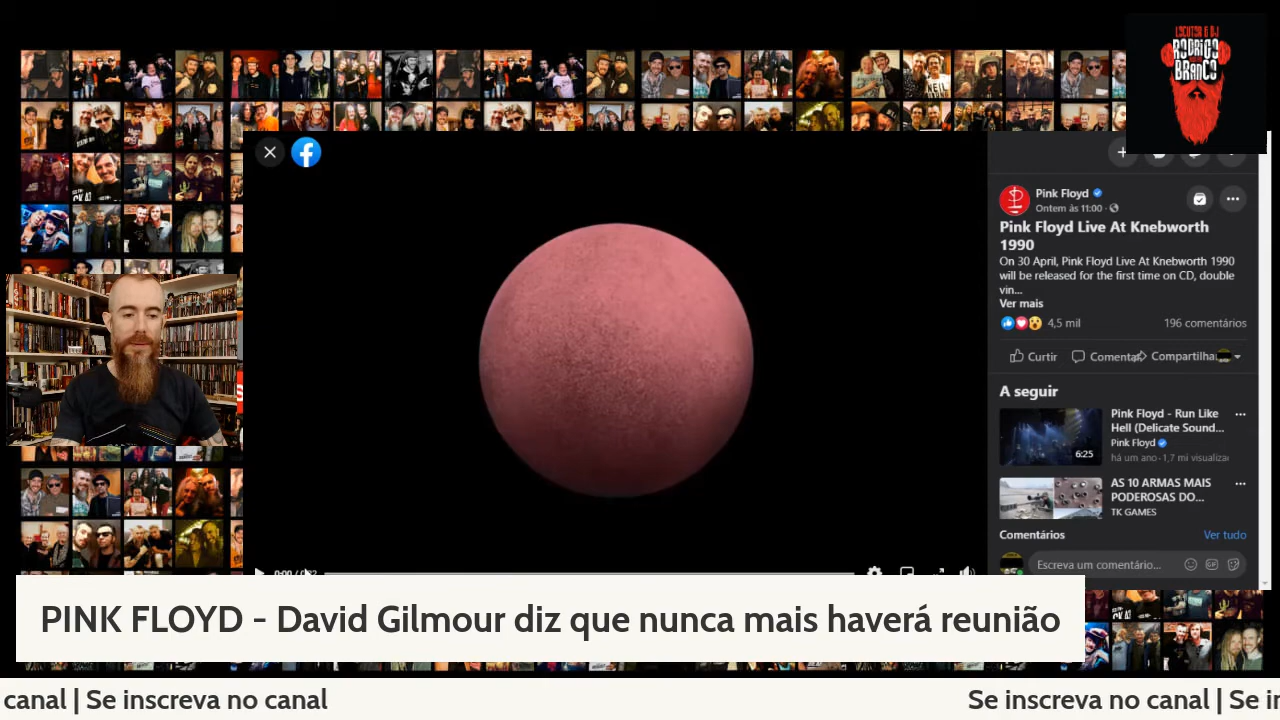 LOCUTOR E DJ
RODRIGO
BRANCO
Pink Floyd
Ontem às 11:00 ·
Pink Floyd Live At Knebworth
1990
On 30 April, Pink Floyd Live At Knebworth 1990
will be released for the first time on CD, double
vin...
Ver mais
4,5 mil
196 comentários
Curtir
Comentar
Compartilhar
A seguir
Pink Floyd - Run Like
Hell (Delicate Sound...
Pink Floyd
há um ano · 1,7 mi visualiza
6:25
AS 10 ARMAS MAIS
PODEROSAS DO...
TK GAMES
Comentários
Ver tudo
Escreva um comentário...
GIF
PINK FLOYD - David Gilmour diz que nunca mais haverá reunião
canal | Se inscreva no canal
Se inscreva no canal | Se in